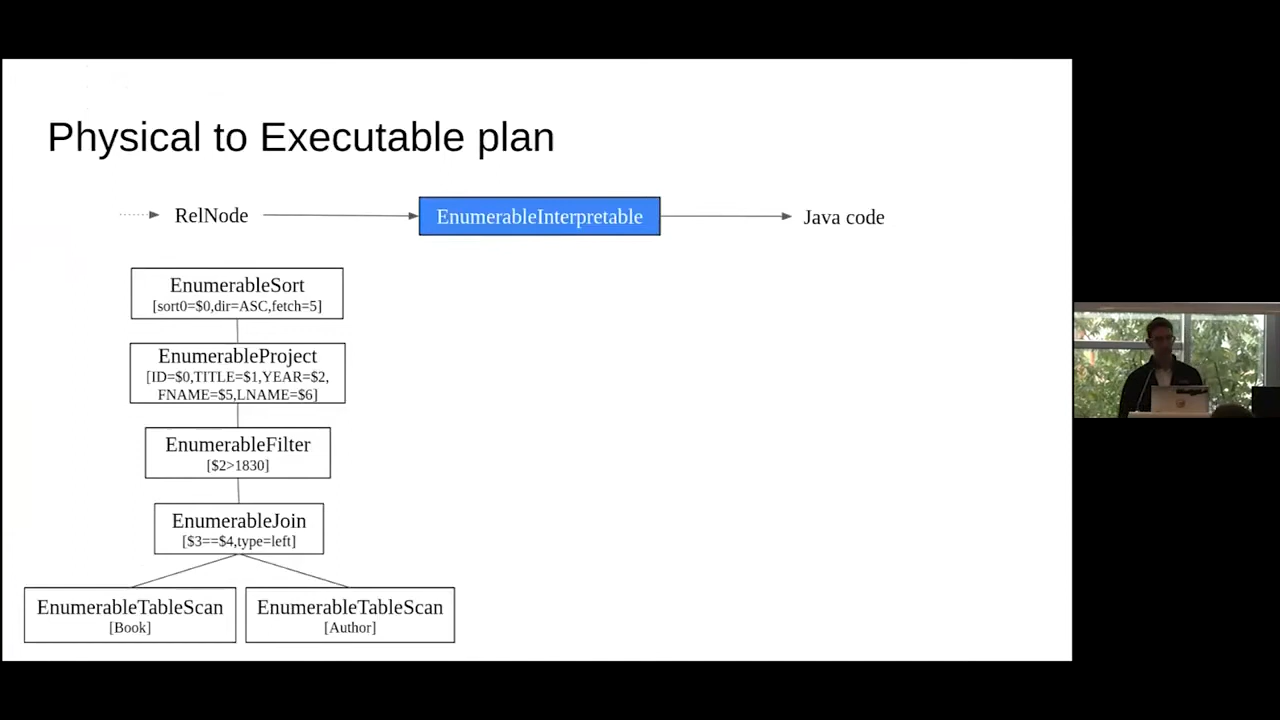 Physical to Executable plan
RelNode
EnumerableInterpretable
Java code
EnumerableSort
[sort0=$0,dir=ASC,fetch=5]
EnumerableProject
[ID=$0,TITLE=$1,YEAR=$2,
FNAME=$5,LNAME=$6]
EnumerableFilter
[$2>1830]
EnumerableJoin
[$3==$4,type=left]
EnumerableTableScan
[Book]
EnumerableTableScan
[Author]